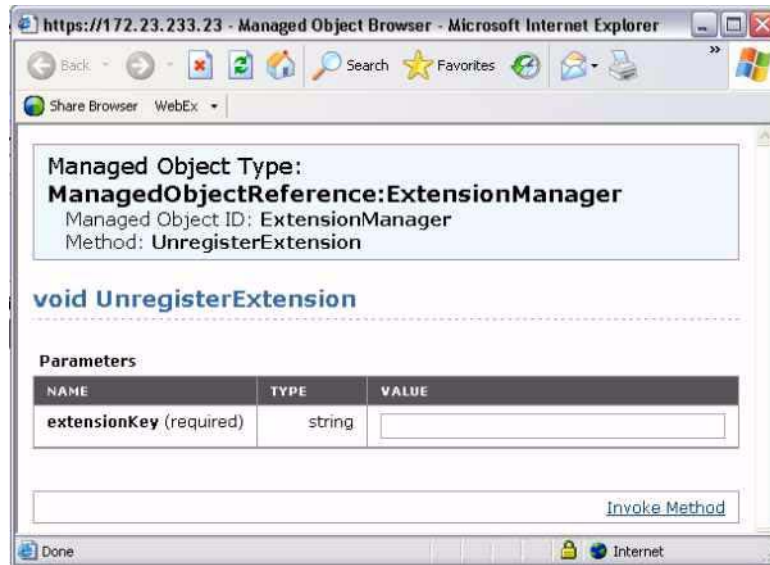 https://172.23.233.23 - Managed Object Browser - Microsoft Internet Explorer
Back Search Favorites »
Share Browser WebEx
Managed Object Type:
ManagedObjectReference:ExtensionManager
Managed Object ID: ExtensionManager
Method: UnregisterExtension
void UnregisterExtension
Parameters
NAME TYPE VALUE
extensionKey (required) string
Invoke Method
Done Internet